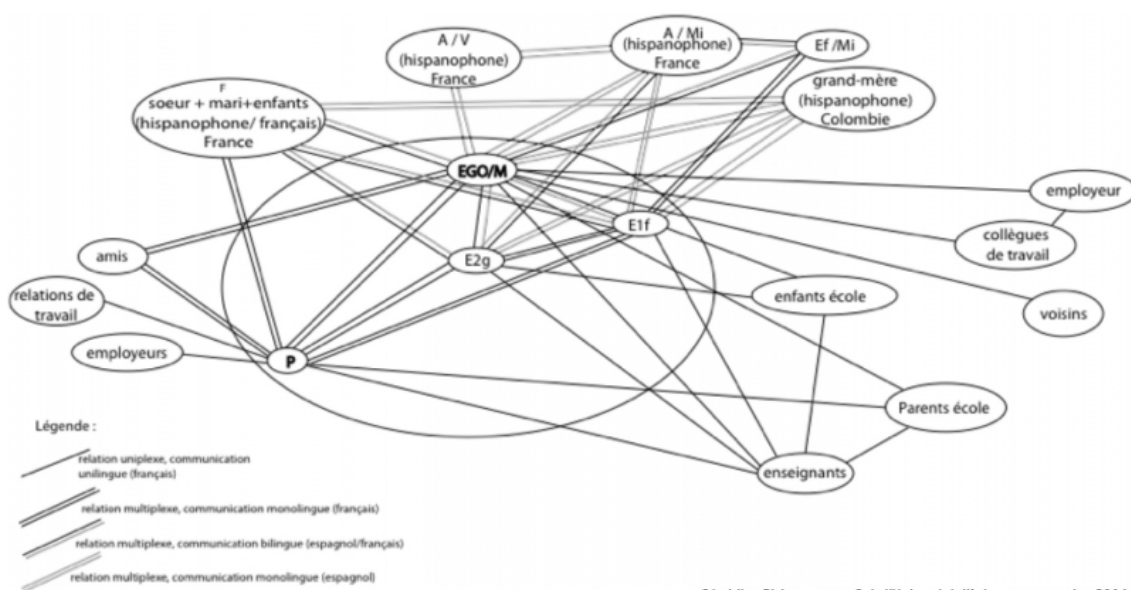 A / V
(hispanophone)
France
A / Mi
(hispanophone)
France
Ef /Mi
F
soeur + mari+enfants
(hispanophone/ français)
France
grand-mère
(hispanophone)
Colombie
EGO/M
employeur
E1f
collègues
de travail
amis
E2g
enfants école
relations de
travail
voisins
employeurs
P
Parents école
enseignants
Légende :
relation uniplexe, communication
unilingue (français)
relation multiplexe, communication monolingue (français)
relation multiplexe, communication bilingue (espagnol/français)
relation multiplexe, communication monolingue (espagnol)